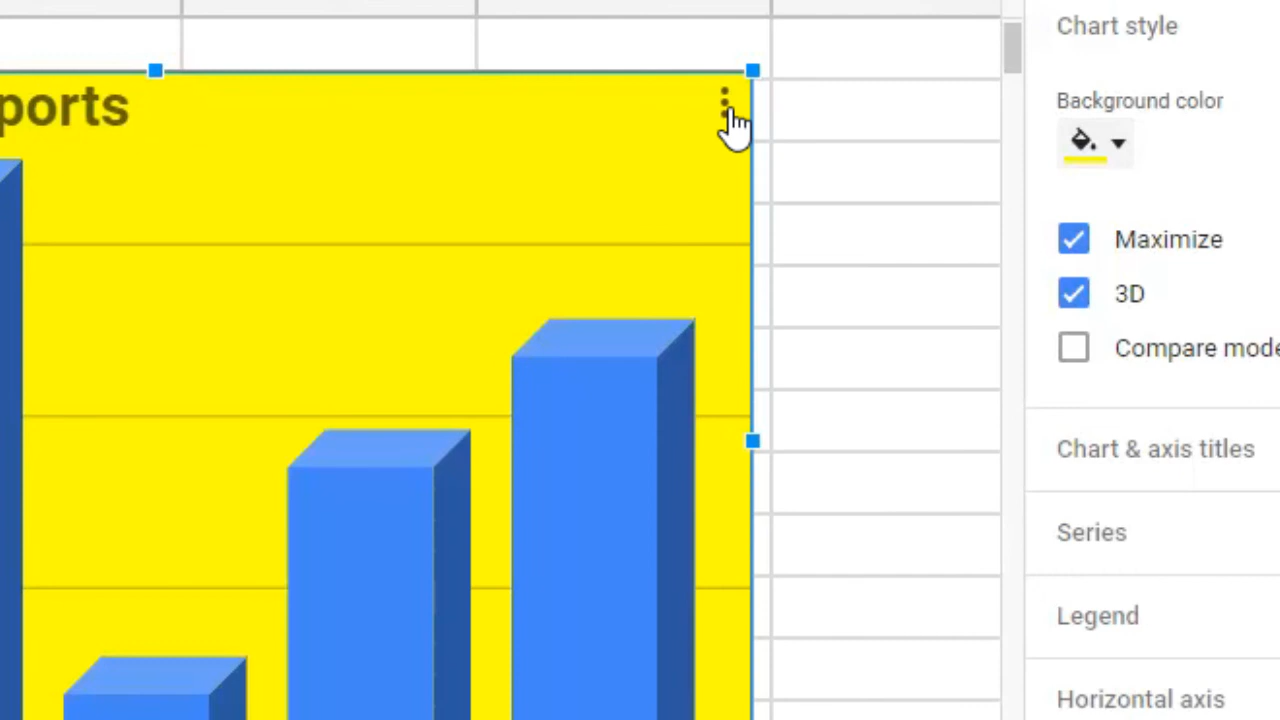 ports
Chart style
Background color
Maximize
3D
Compare mode
Chart & axis titles
Series
Legend
Horizontal axis